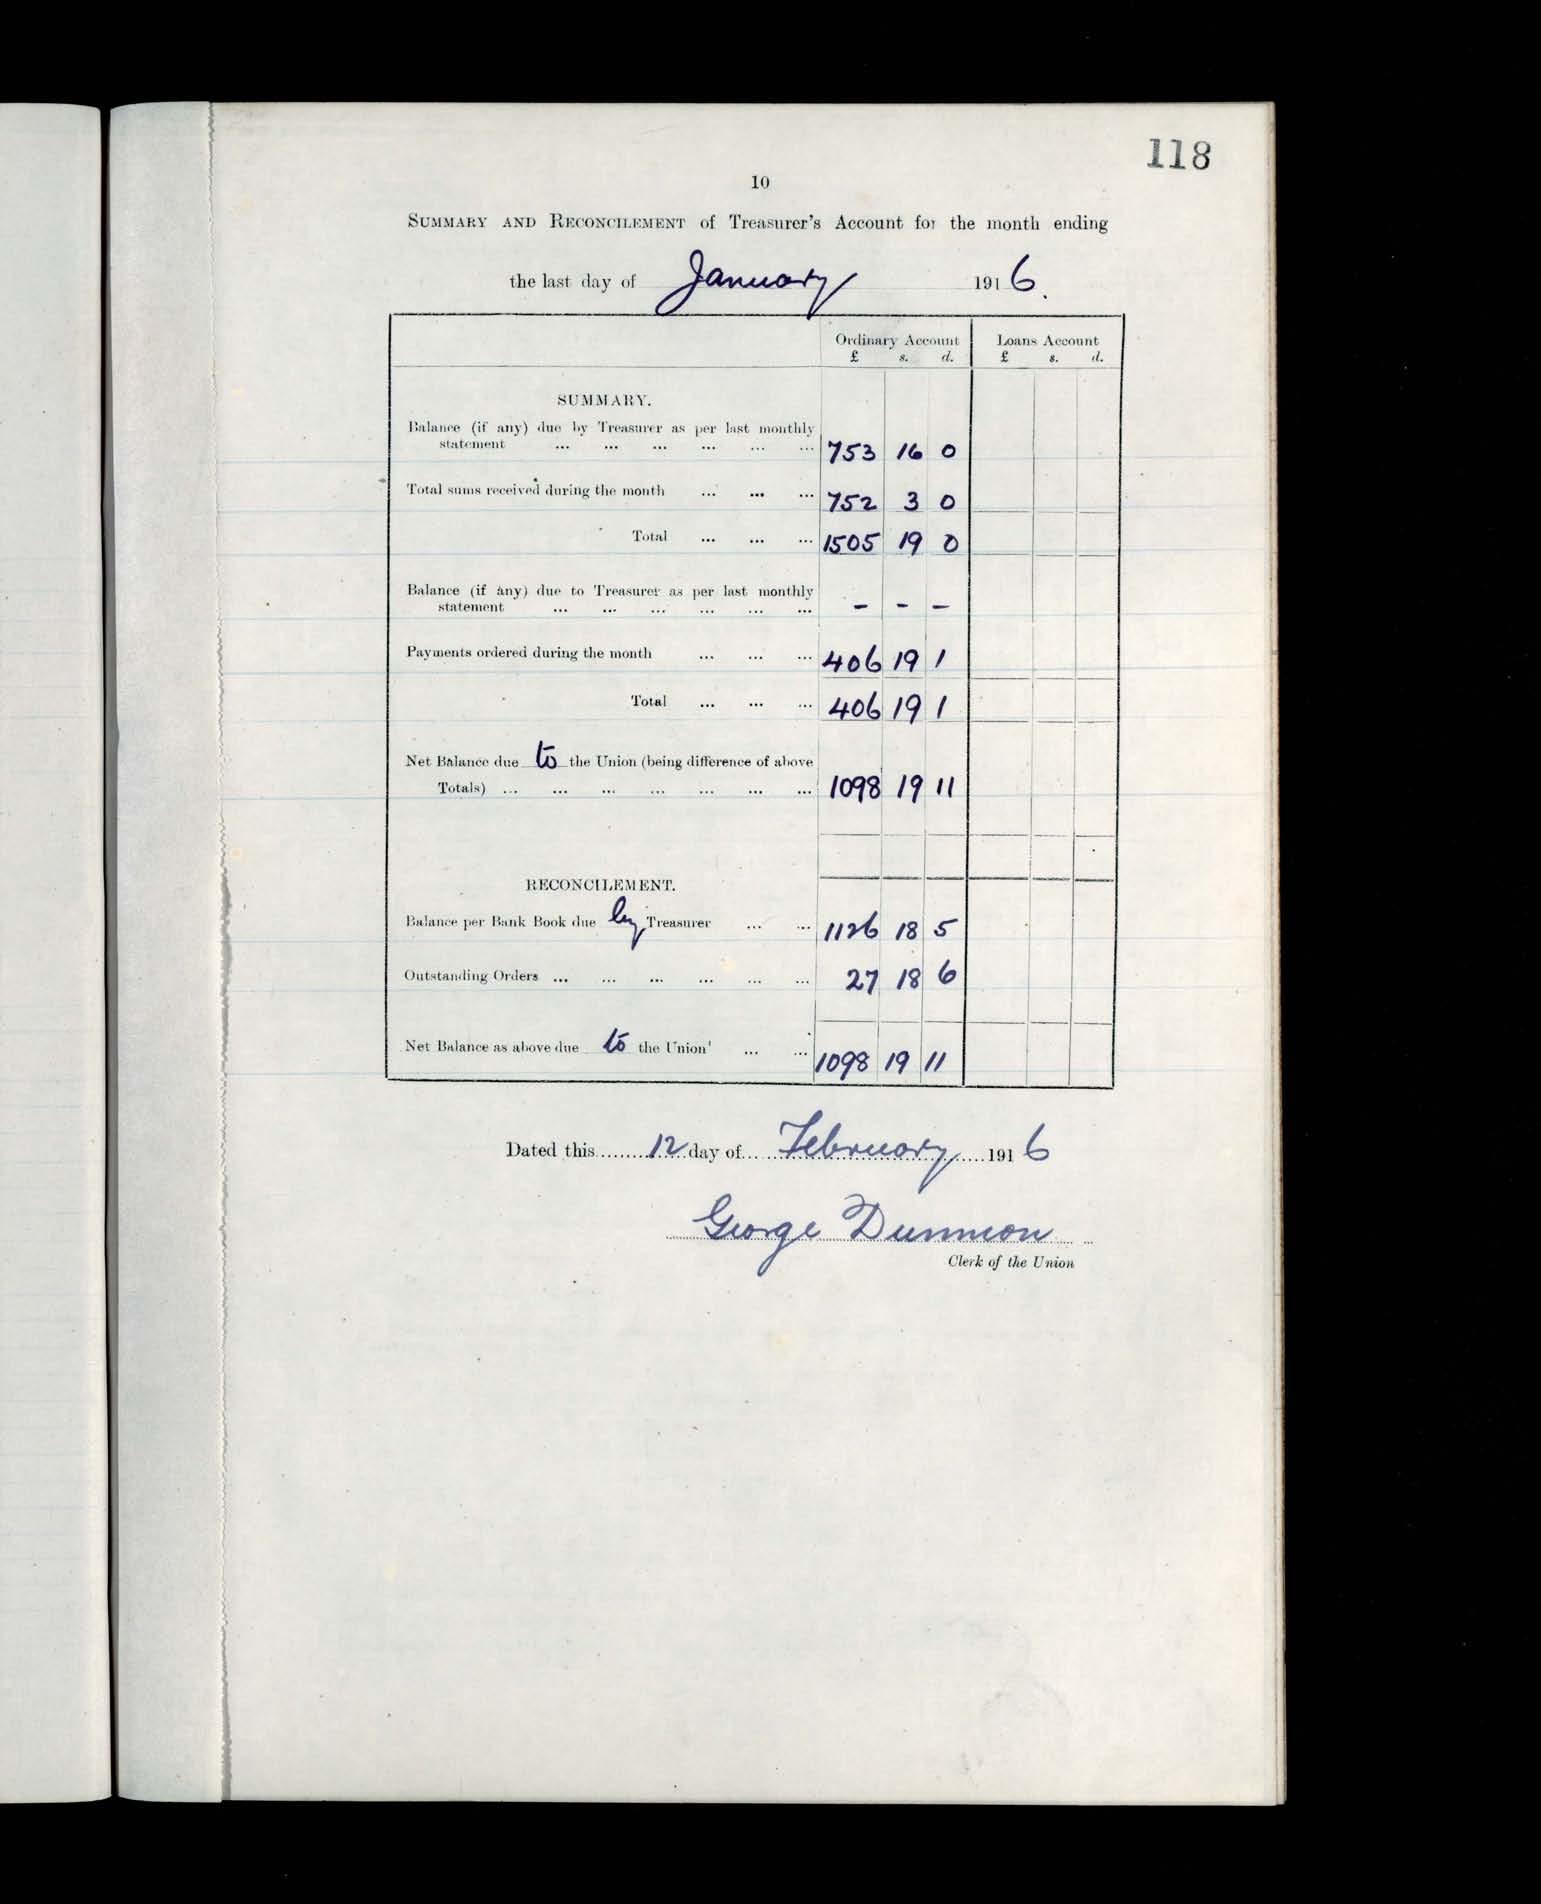 118
10
SUMMARY AND RECONCILEMENT of Treasurer's Account for the month ending
the last day of January 1916.
Ordinary Account Loans Account
£ s. d. £ s. d.
SUMMARY.
Balance (if any) due by Treasurer as per last monthly
statement ... ... ... ... ... ... 753 16 0
Total sums received during the month ... ... ... 752 3 0
Total ... ... ... 1505 19 0
Balance (if any) due to Treasurer as per last monthly
statement ... ... ... ... ... ... – – –
Payments ordered during the month ... ... ... 406 19 1
Total ... ... ... 406 19 1
Net Balance due to the Union (being difference of above
Totals) ... ... ... ... ... ... ... 1098 19 11
RECONCILEMENT.
Balance per Bank Book due by Treasurer ... ... 1126 18 5
Outstanding Orders ... ... ... ... ... ... 27 18 6
Net Balance as above due to the Union ... ... 1098 19 11
Dated this 12 day of February 1916
George Dunnion
Clerk of the Union